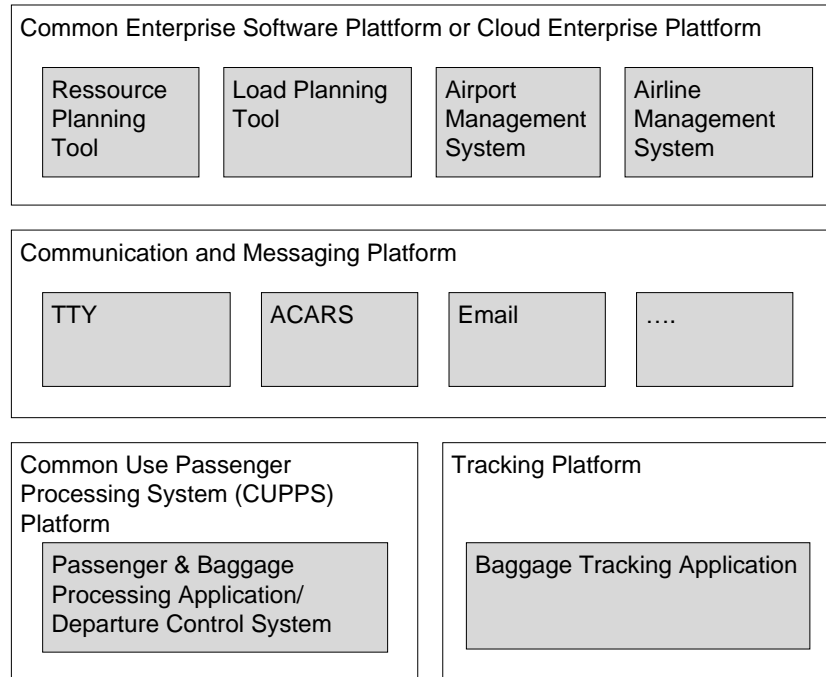 Common Enterprise Software Plattform or Cloud Enterprise Plattform
Ressource
Planning
Tool
Load Planning
Tool
Airport
Management
System
Airline
Management
System
Communication and Messaging Platform
TTY
ACARS
Email
....
Common Use Passenger
Processing System (CUPPS)
Platform
Passenger & Baggage
Processing Application/
Departure Control System
Tracking Platform
Baggage Tracking Application